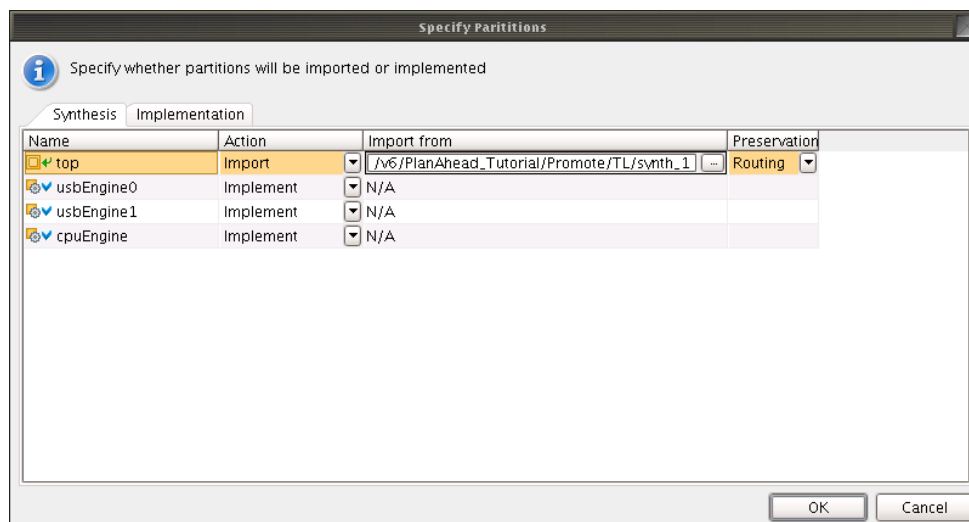 Specify Parititions
Specify whether partitions will be imported or implemented
Synthesis Implementation
Name Action Import from Preservation
top Import /v6/PlanAhead_Tutorial/Promote/TL/synth_1 ... Routing
usbEngine0 Implement N/A
usbEngine1 Implement N/A
cpuEngine Implement N/A
OK Cancel